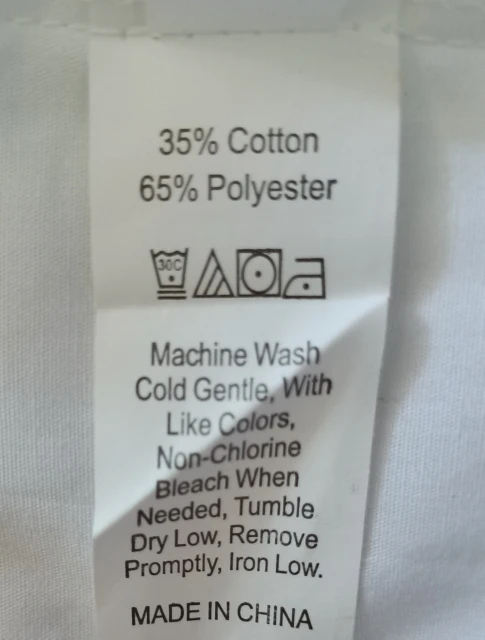 35% Cotton
65% Polyester
30C
Machine Wash
Cold Gentle, With
Like Colors,
Non-Chlorine
Bleach When
Needed, Tumble
Dry Low, Remove
Promptly, Iron Low.
MADE IN CHINA